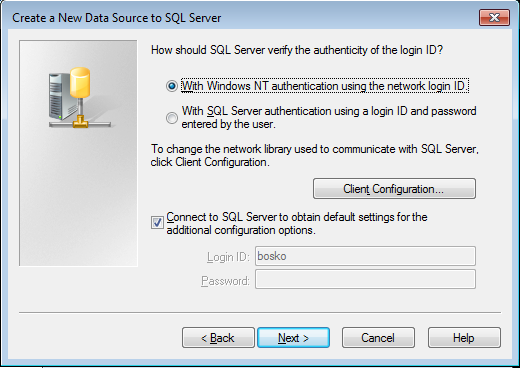 Create a New Data Source to SQL Server
How should SQL Server verify the authenticity of the login ID?
With Windows NT authentication using the network login ID.
With SQL Server authentication using a login ID and password
entered by the user.
To change the network library used to communicate with SQL Server,
click Client Configuration.
Client Configuration...
Connect to SQL Server to obtain default settings for the
additional configuration options.
Login ID: bosko
Password:
< Back Next > Cancel Help